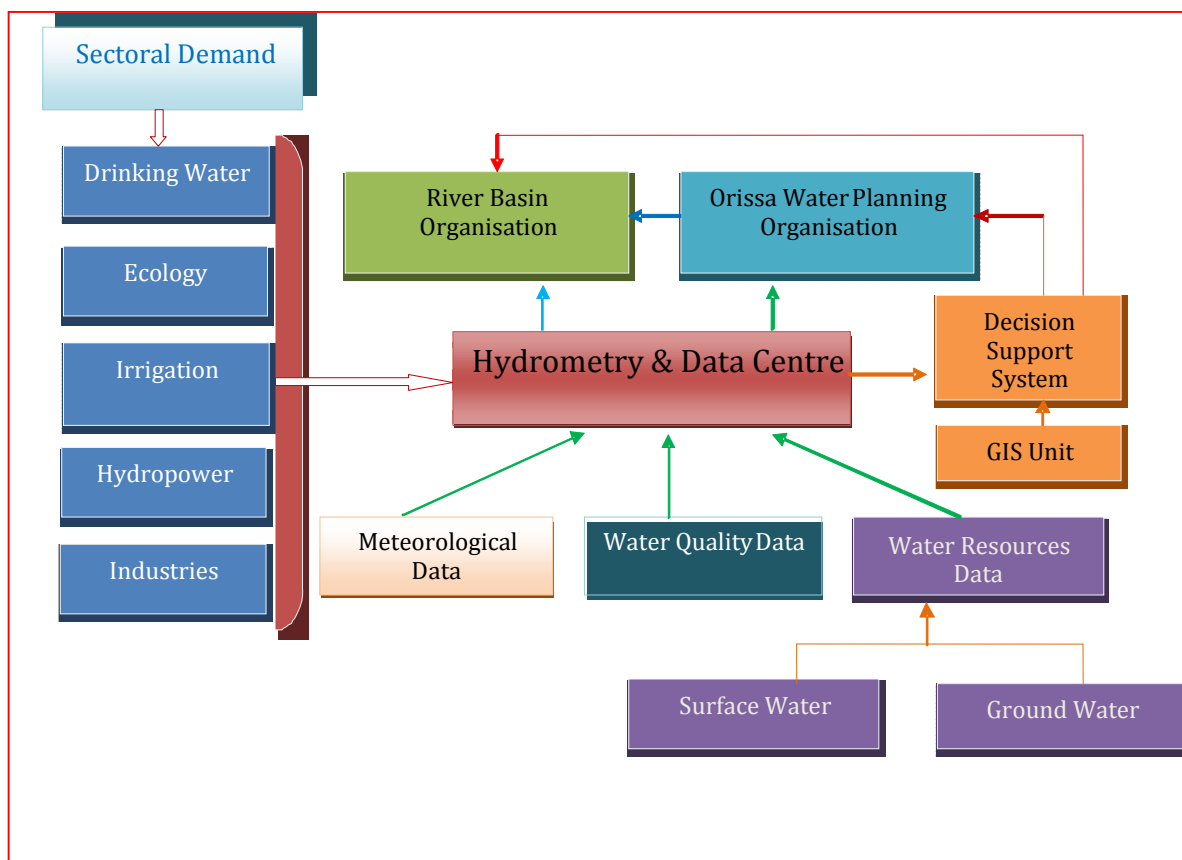 Sectoral Demand
Drinking Water
Ecology
Irrigation
Hydropower
Industries
River Basin
Organisation
Orissa Water Planning
Organisation
Hydrometry & Data Centre
Decision
Support
System
GIS Unit
Meteorological
Data
Water Quality Data
Water Resources
Data
Surface Water
Ground Water